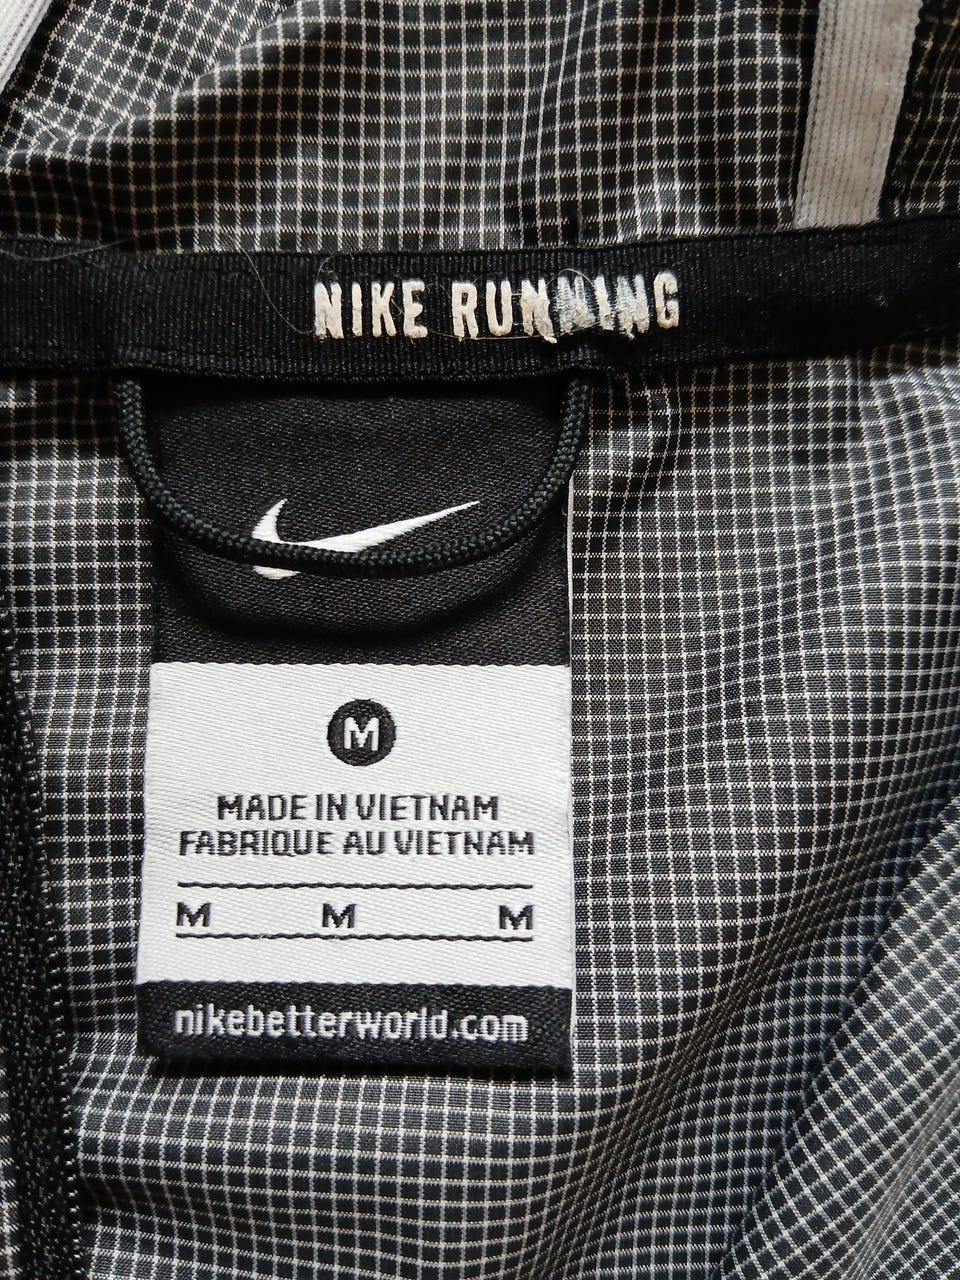 NIKE RUNNING
M
MADE IN VIETNAM
FABRIQUE AU VIETNAM
M M M
nikebetterworld.com